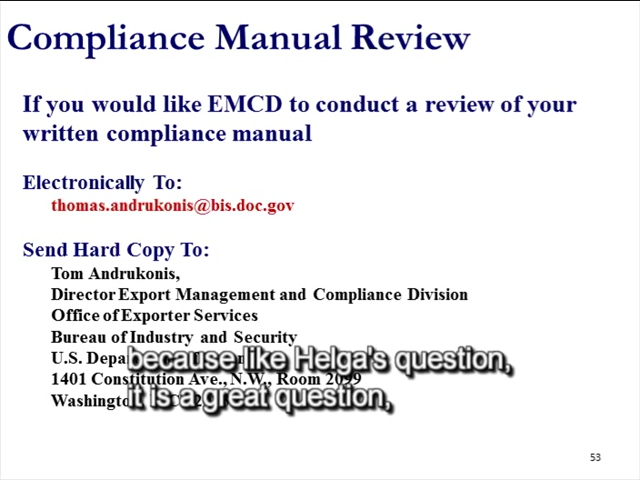 Compliance Manual Review
If you would like EMCD to conduct a review of your
written compliance manual
Electronically To:
thomas.andrukonis@bis.doc.gov
Send Hard Copy To:
Tom Andrukonis,
Director Export Management and Compliance Division
Office of Exporter Services
Bureau of Industry and Security
because like Helga's question,
U.S.
1401 Constitution Ave., N.W., Room 2099
it is a great question,
53